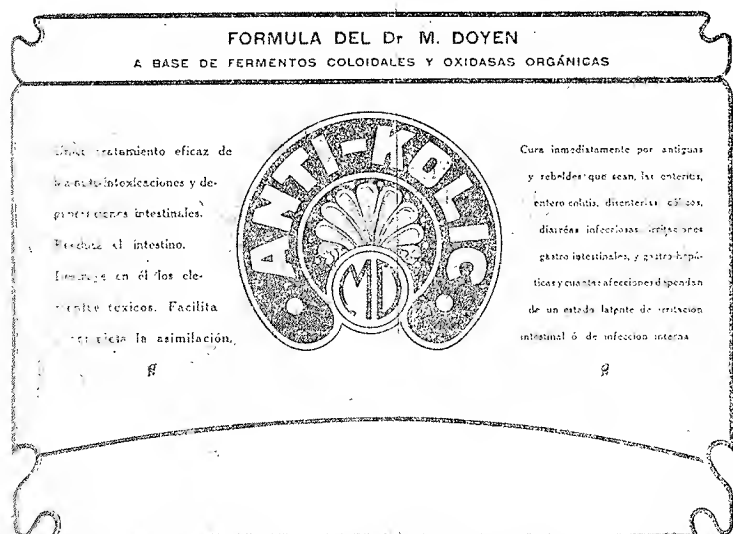 FORMULA DEL Dr M. DOYEN
A BASE DE FERMENTOS COLOIDALES Y OXIDASAS ORGÁNICAS
tratamiento eficaz de
intoxicaciones y de-
intestinales.
el intestino.
en él los ele-
toxicos. Facilita
la asimilación.
ANTI-KOLIC
MD
Cura inmediatamente por antiguas
y rebeldes que sean, las enteritis,
entero colitis, disenterias, cólicos,
diarréas infecciosas, irritaciones
gastro intestinales, y gastro-hepá-
ticas y cuantas afecciones dependan
de un estado latente de irritación
intestinal ó de infeccion interna